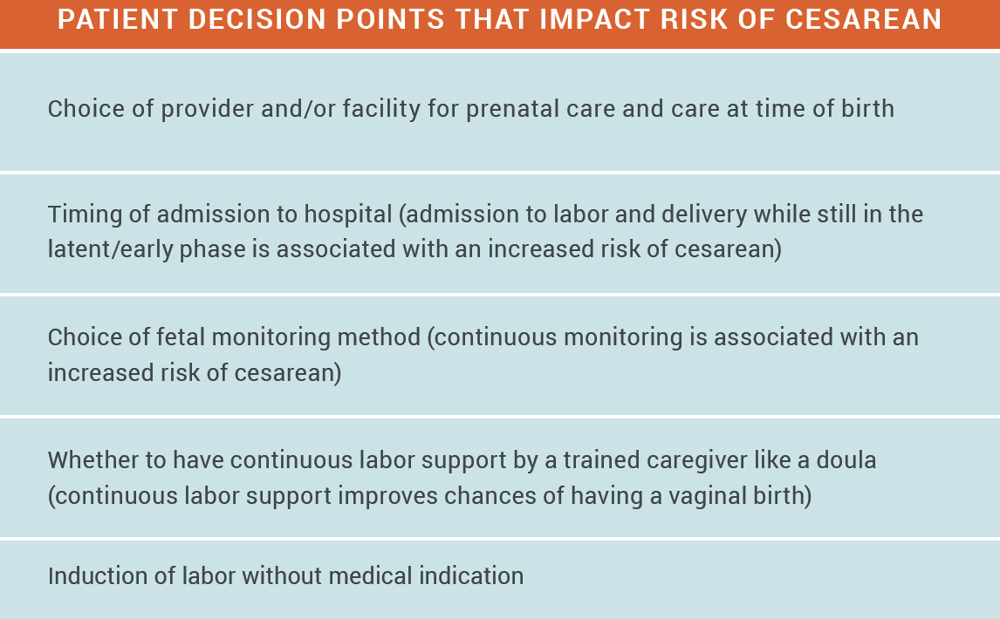 PATIENT DECISION POINTS THAT IMPACT RISK OF CESAREAN
Choice of provider and/or facility for prenatal care and care at time of birth
Timing of admission to hospital (admission to labor and delivery while still in the
latent/early phase is associated with an increased risk of cesarean)
Choice of fetal monitoring method (continuous monitoring is associated with an
increased risk of cesarean)
Whether to have continuous labor support by a trained caregiver like a doula
(continuous labor support improves chances of having a vaginal birth)
Induction of labor without medical indication